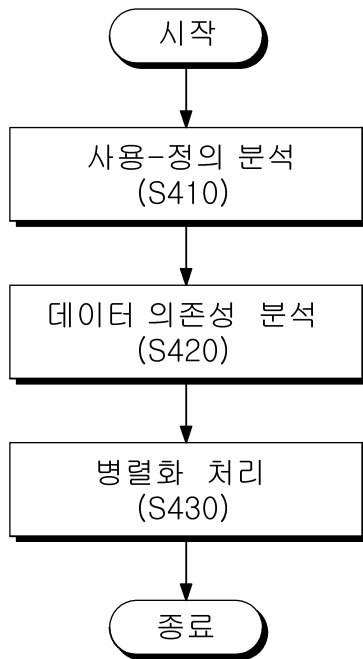 시작
사용-정의 분석
(S410)
데이터 의존성 분석
(S420)
병렬화 처리
(S430)
종료